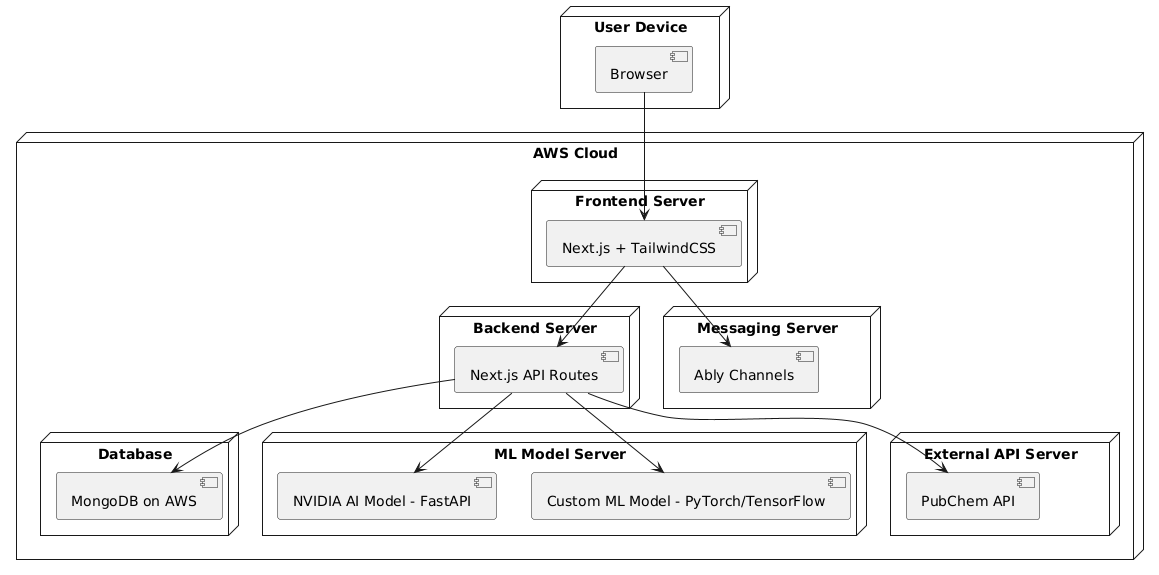 User Device
Browser
AWS Cloud
Frontend Server
Next.js + TailwindCSS
Backend Server
Next.js API Routes
Messaging Server
Ably Channels
Database
MongoDB on AWS
ML Model Server
NVIDIA AI Model - FastAPI
Custom ML Model - PyTorch/TensorFlow
External API Server
PubChem API